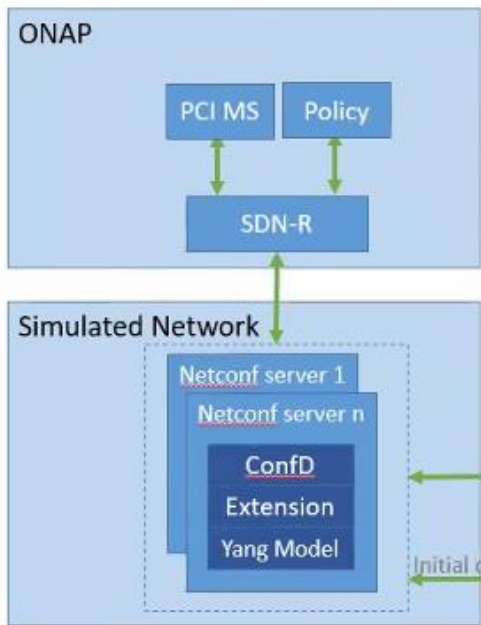 ONAP
PCI MS
Policy
SDN-R
Simulated Network
Netconf server 1
Netconf server n
ConfD
Extension
Yang Model
Initial